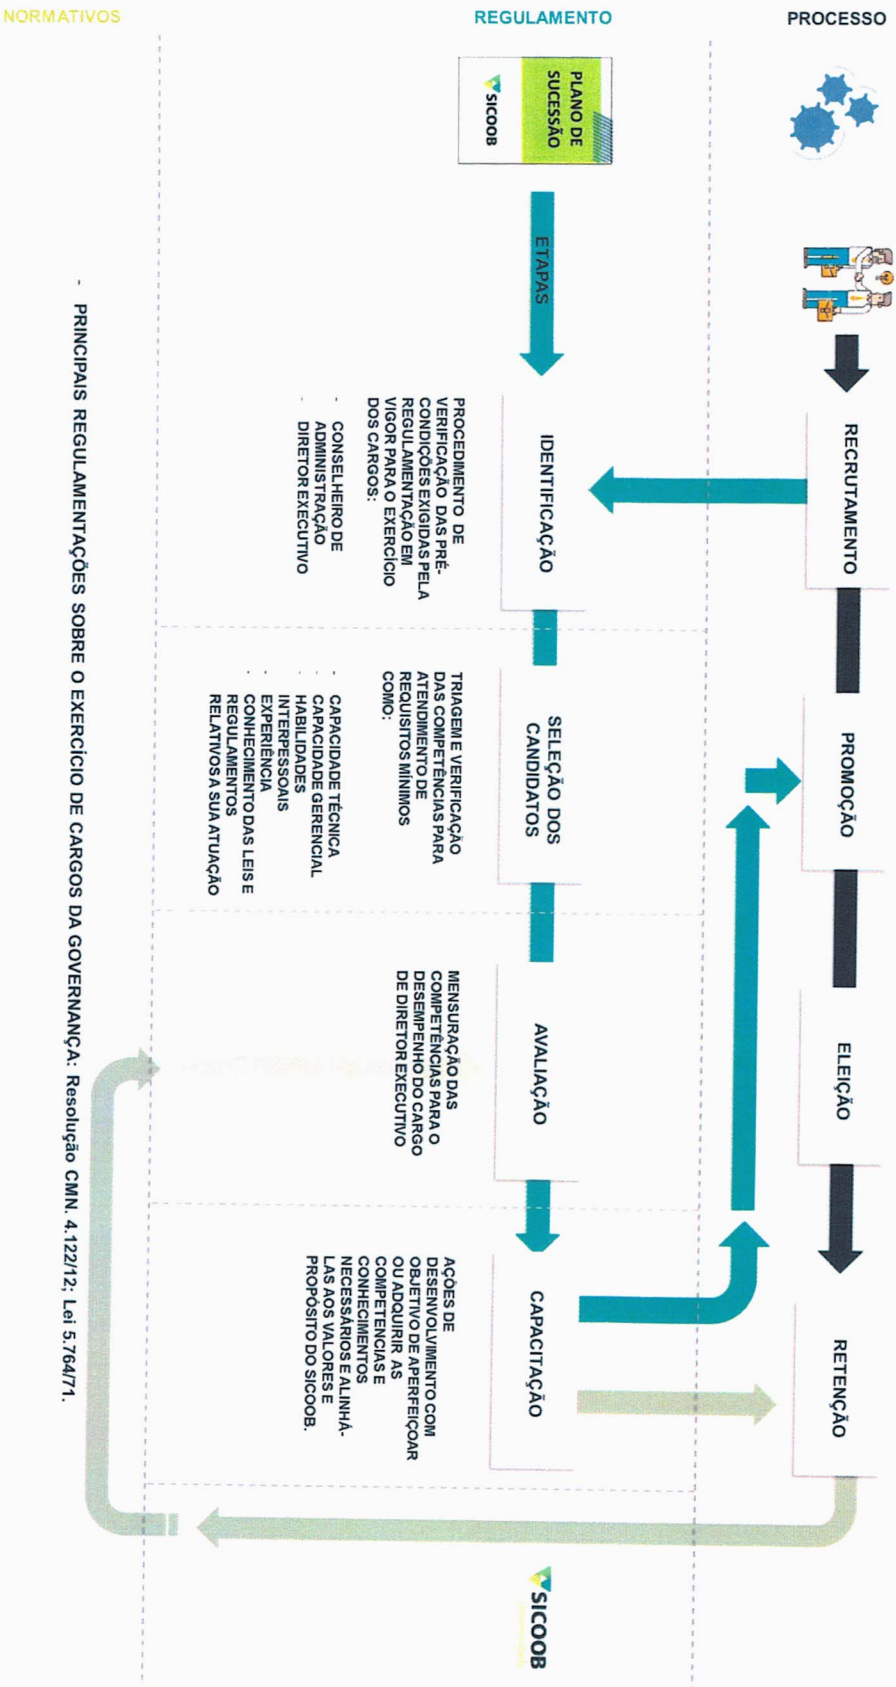 PROCESSO
RECRUTAMENTO
PROMOÇÃO
ELEIÇÃO
RETENÇÃO
REGULAMENTO
PLANO DE
SUCESSÃO
SICOOB
ETAPAS
IDENTIFICAÇÃO
PROCEDIMENTO DE
VERIFICAÇÃO DAS PRÉ-
CONDIÇÕES EXIGIDAS PELA
REGULAMENTAÇÃO EM
VIGOR PARA O EXERCÍCIO
DOS CARGOS:
- CONSELHEIRO DE
ADMINISTRAÇÃO
- DIRETOR EXECUTIVO
SELEÇÃO DOS
CANDIDATOS
TRIAGEM E VERIFICAÇÃO
DAS COMPETÊNCIAS PARA
ATENDIMENTO DE
REQUISITOS MÍNIMOS
COMO:
- CAPACIDADE TÉCNICA
- CAPACIDADE GERENCIAL
- HABILIDADES
INTERPESSOAIS
- EXPERIÊNCIA
- CONHECIMENTO DAS LEIS E
REGULAMENTOS
RELATIVOS A SUA ATUAÇÃO
AVALIAÇÃO
MENSURAÇÃO DAS
COMPETÊNCIAS PARA O
DESEMPENHO DO CARGO
DE DIRETOR EXECUTIVO
CAPACITAÇÃO
AÇÕES DE
DESENVOLVIMENTO COM
OBJETIVO DE APERFEIÇOAR
OU ADQUIRIR AS
COMPETENCIAS E
CONHECIMENTOS
NECESSÁRIOS E ALINHÁ-
LAS AOS VALORES E
PROPÓSITO DO SICOOB.
SICOOB
NORMATIVOS
- PRINCIPAIS REGULAMENTAÇÕES SOBRE O EXERCÍCIO DE CARGOS DA GOVERNANÇA: Resolução CMN. 4.122/12; Lei 5.764/71.